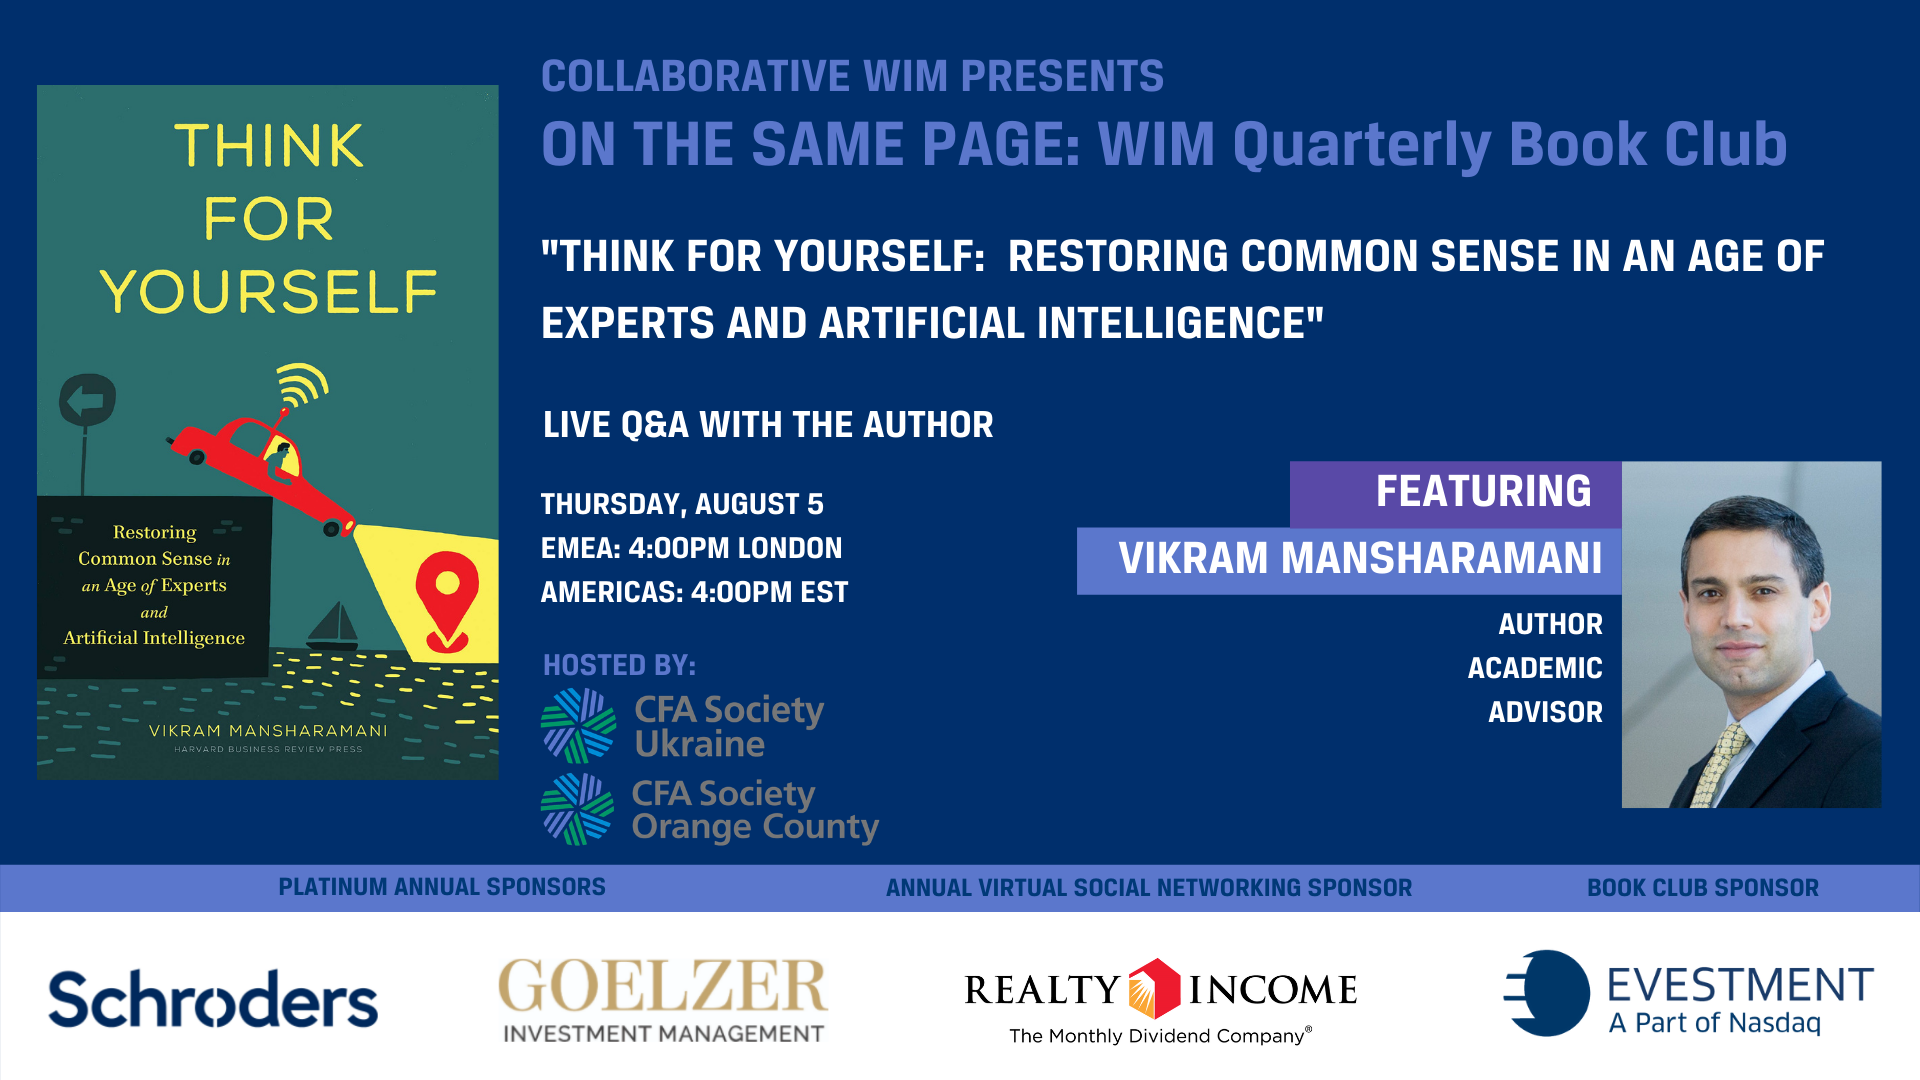 THINK
FOR
YOURSELF
Restoring
Common Sense in
an Age of Experts
and
Artificial Intelligence
VIKRAM MANSHARAMANI
HARVARD BUSINESS REVIEW PRESS
COLLABORATIVE WIM PRESENTS
ON THE SAME PAGE: WIM Quarterly Book Club
"THINK FOR YOURSELF:  RESTORING COMMON SENSE IN AN AGE OF
EXPERTS AND ARTIFICIAL INTELLIGENCE"
LIVE Q&A WITH THE AUTHOR
THURSDAY, AUGUST 5
EMEA: 4:00PM LONDON
AMERICAS: 4:00PM EST
HOSTED BY:
CFA Society
Ukraine
CFA Society
Orange County
FEATURING
VIKRAM MANSHARAMANI
AUTHOR
ACADEMIC
ADVISOR
PLATINUM ANNUAL SPONSORS
ANNUAL VIRTUAL SOCIAL NETWORKING SPONSOR
BOOK CLUB SPONSOR
Schroders
GOELZER
INVESTMENT MANAGEMENT
REALTY INCOME
The Monthly Dividend Company®
EVESTMENT
A Part of Nasdaq